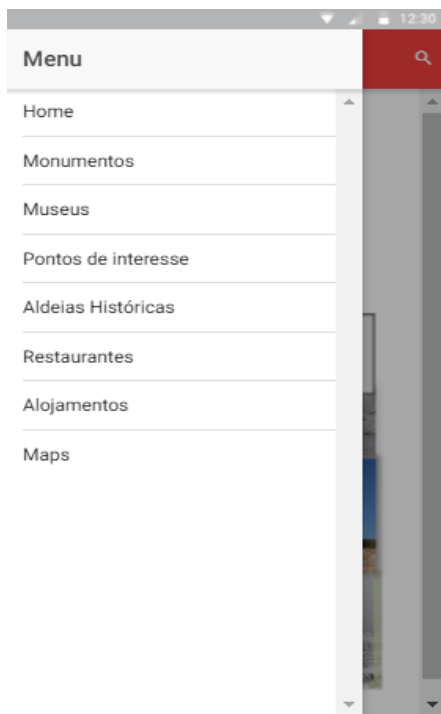 12:30
Menu
Home
Monumentos
Museus
Pontos de interesse
Aldeias Históricas
Restaurantes
Alojamentos
Maps